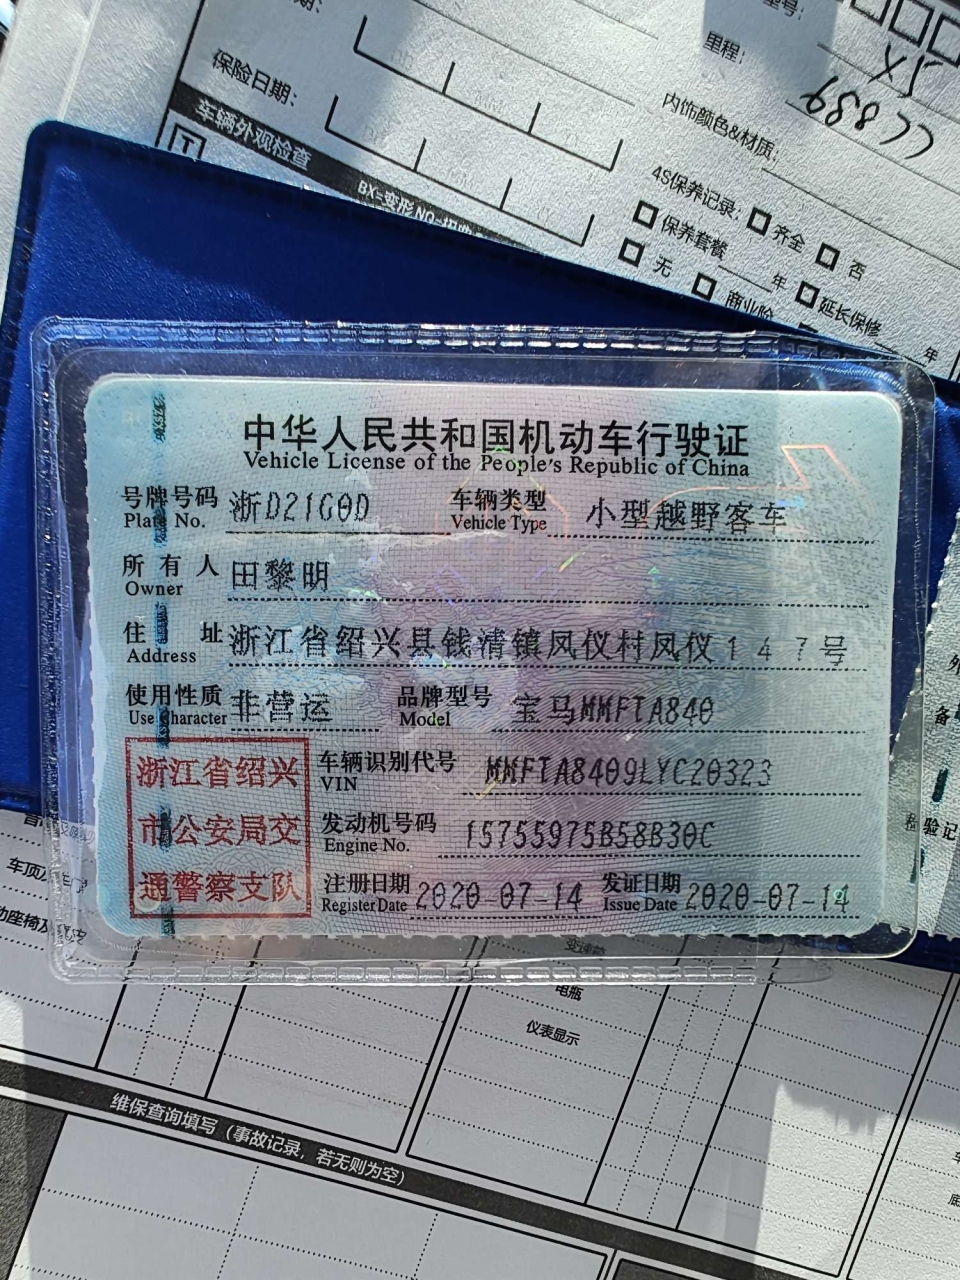 型号：
里程：
保险日期：
内饰颜色&材质：
车辆外观检查
4S保养记录：
齐全
否
保养套餐
年
延长保修
无
商业险
年
中华人民共和国机动车行驶证
Vehicle License of the People's Republic of China
号牌号码 浙D21G0D 车辆类型 小型越野客车
Plate No. Vehicle Type
所有人 田黎明
Owner
住址 浙江省绍兴县钱清镇凤仪村凤仪147号
Address
使用性质 非营运 品牌型号 宝马MMFTA840
Use Character Model
浙江省绍兴
市公安局交
通警察支队
车辆识别代号 MMFTA8409LYC20323
VIN
发动机号码 15755975B58B30C
Engine No.
注册日期 2020-07-14 发证日期 2020-07-14
Register Date Issue Date
电瓶
仪表显示
维保查询填写（事故记录，若无则为空）